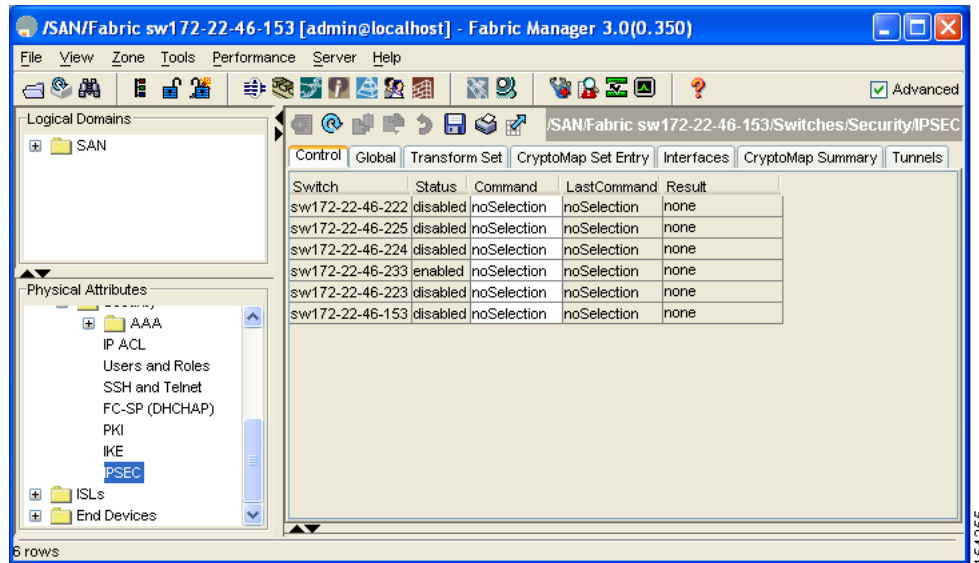 /SAN/Fabric sw172-22-46-153 [admin@localhost] - Fabric Manager 3.0(0.350)
File View Zone Tools Performance Server Help
Advanced
Logical Domains
SAN
/SAN/Fabric sw172-22-46-153/Switches/Security/IPSEC
Control Global Transform Set CryptoMap Set Entry Interfaces CryptoMap Summary Tunnels
Switch Status Command LastCommand Result
sw172-22-46-222 disabled noSelection noSelection none
sw172-22-46-225 disabled noSelection noSelection none
sw172-22-46-224 disabled noSelection noSelection none
sw172-22-46-233 enabled noSelection noSelection none
sw172-22-46-223 disabled noSelection noSelection none
sw172-22-46-153 disabled noSelection noSelection none
Physical Attributes
AAA
IP ACL
Users and Roles
SSH and Telnet
FC-SP (DHCHAP)
PKI
IKE
IPSEC
ISLs
End Devices
6 rows